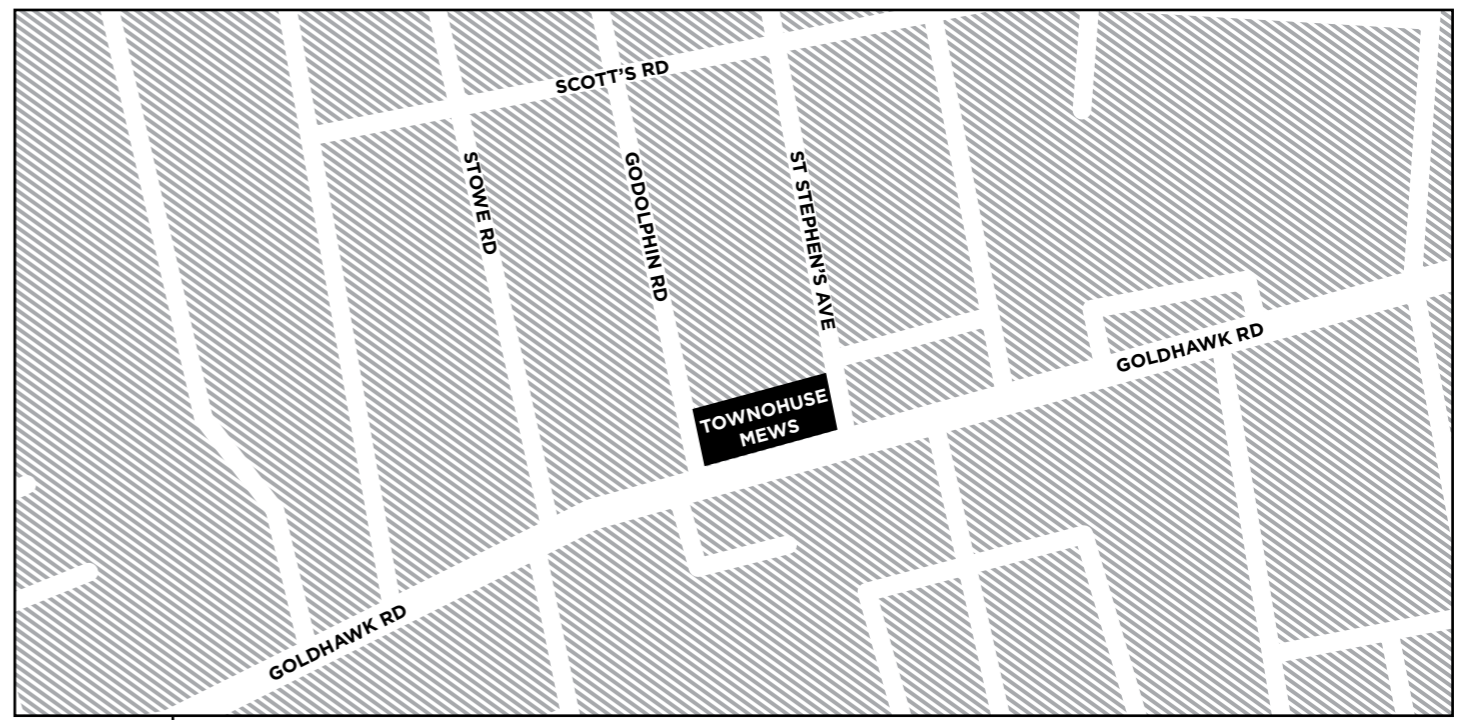 SCOTT'S RD
STOWE RD
GODOLPHIN RD
ST STEPHEN'S AVE
GOLDHAWK RD
TOWNOHUSE
MEWS
GOLDHAWK RD